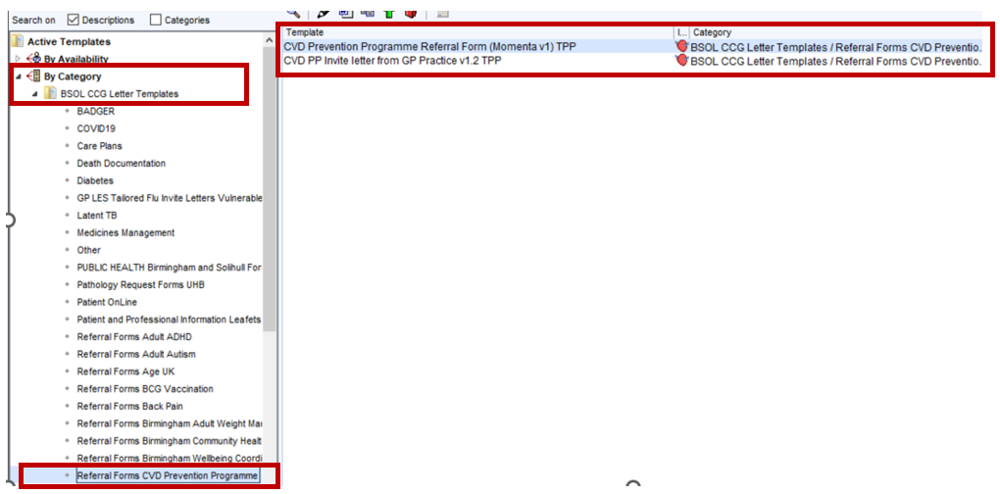 Search on Descriptions Categories
Active Templates
By Availability
By Category
BSOL CCG Letter Templates
BADGER
COVID19
Care Plans
Death Documentation
Diabetes
GP LES Tailored Flu Invite Letters Vulnerable
Latent TB
Medicines Management
Other
PUBLIC HEALTH Birmingham and Solihull For
Pathology Request Forms UHB
Patient OnLine
Patient and Professional Information Leafets
Referral Forms Adult ADHD
Referral Forms Adult Autism
Referral Forms Age UK
Referral Forms BCG Vaccination
Referral Forms Back Pain
Referral Forms Birmingham Adult Weight Mai
Referral Forms Birmingham Community Healt
Referral Forms Birmingham Wellbeing Coordi
Referral Forms CVD Prevention Programme
Template I... Category
CVD Prevention Programme Referral Form (Momenta v1) TPP BSOL CCG Letter Templates / Referral Forms CVD Preventio...
CVD PP Invite letter from GP Practice v1.2 TPP BSOL CCG Letter Templates / Referral Forms CVD Preventio...